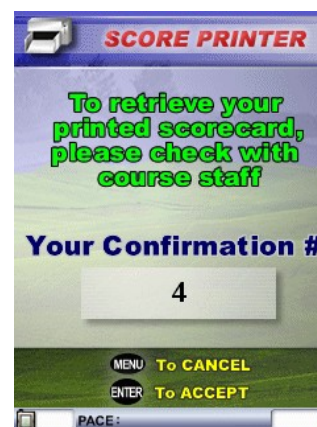 SCORE PRINTER
To retrieve your
printed scorecard,
please check with
course staff
Your Confirmation #
4
MENU To CANCEL
ENTER To ACCEPT
PACE: